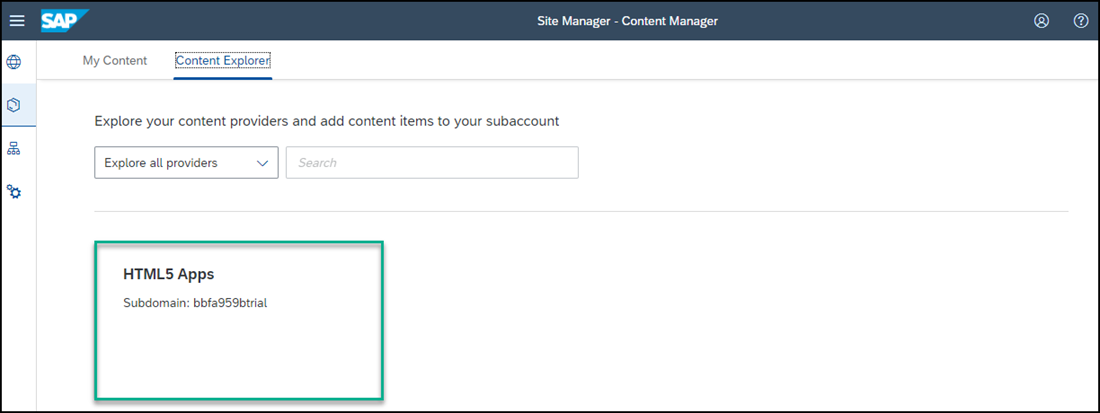 SAP
Site Manager - Content Manager
My Content
Content Explorer
Explore your content providers and add content items to your subaccount
Explore all providers
Search
HTML5 Apps
Subdomain: bbfa959btrial